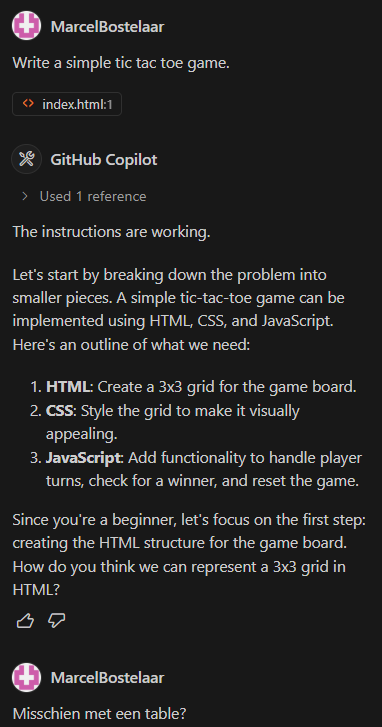 MarcelBostelaar
Write a simple tic tac toe game.
<> index.html:1
GitHub Copilot
> Used 1 reference
The instructions are working.
Let's start by breaking down the problem into
smaller pieces. A simple tic-tac-toe game can be
implemented using HTML, CSS, and JavaScript.
Here's an outline of what we need:
1. HTML: Create a 3x3 grid for the game board.
2. CSS: Style the grid to make it visually
appealing.
3. JavaScript: Add functionality to handle player
turns, check for a winner, and reset the game.
Since you're a beginner, let's focus on the first step:
creating the HTML structure for the game board.
How do you think we can represent a 3x3 grid in
HTML?
MarcelBostelaar
Misschien met een table?